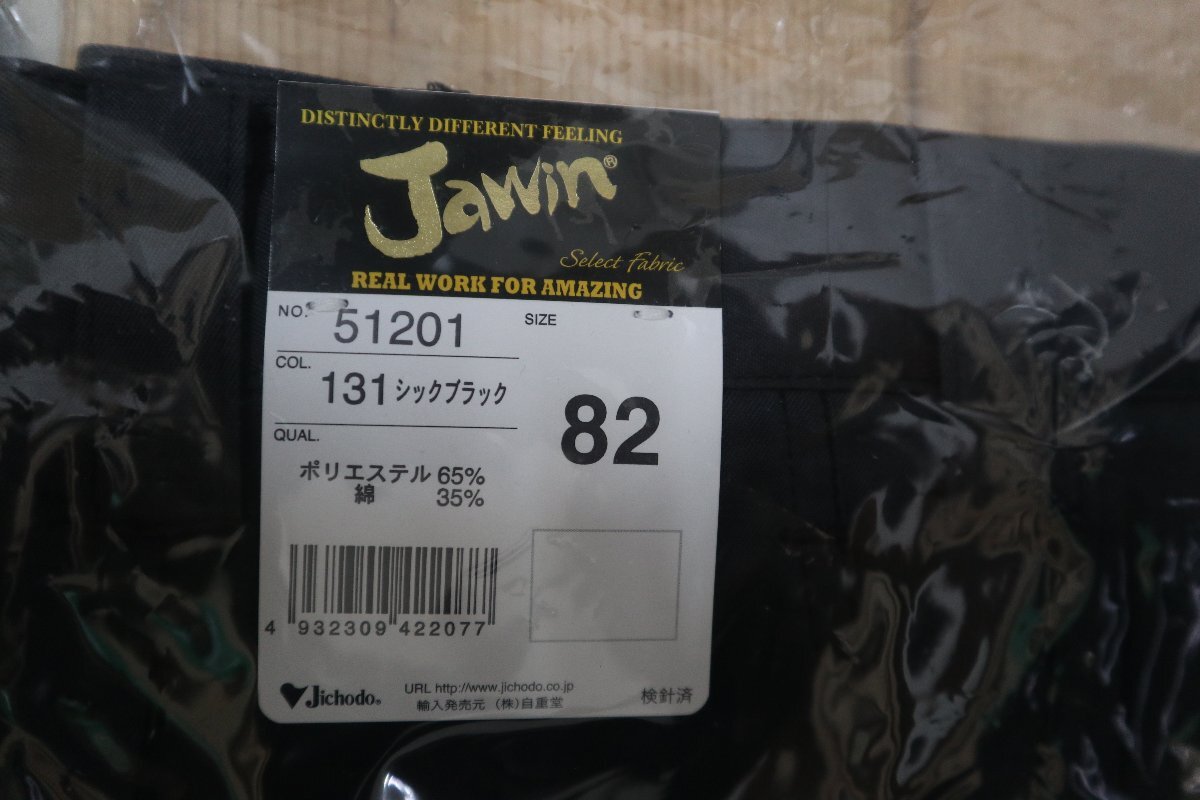 DISTINCTLY DIFFERENT FEELING
Jawin®
Select Fabric
REAL WORK FOR AMAZING
NO. 51201
SIZE
COL.
131 シックブラック
82
QUAL.
ポリエステル 65%
綿 35%
4 932309 422077
Jichodo®
URL http://www.jichodo.co.jp
輸入発売元 (株)自重堂
検針済